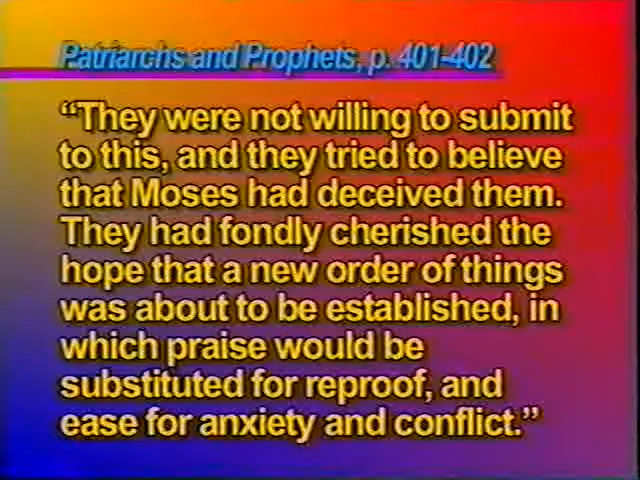 Patriarchs and Prophets, p. 401-402
“They were not willing to submit
to this, and they tried to believe
that Moses had deceived them.
They had fondly cherished the
hope that a new order of things
was about to be established, in
which praise would be
substituted for reproof, and
ease for anxiety and conflict.”